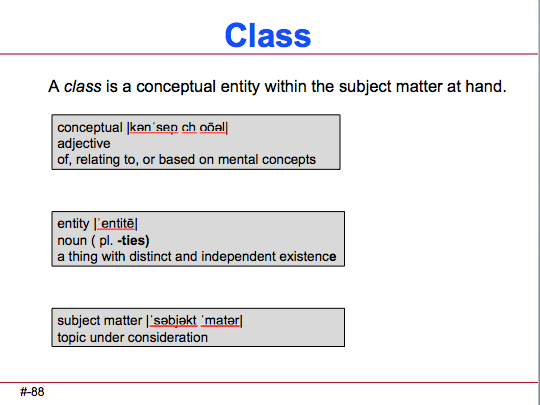 Class
A class is a conceptual entity within the subject matter at hand.
conceptual |kənˈsep ch oōəl|
adjective
of, relating to, or based on mental concepts
entity |ˈentitē|
noun ( pl. -ties)
a thing with distinct and independent existence
subject matter |ˈsəbjəkt ˈmatər|
topic under consideration
#-88